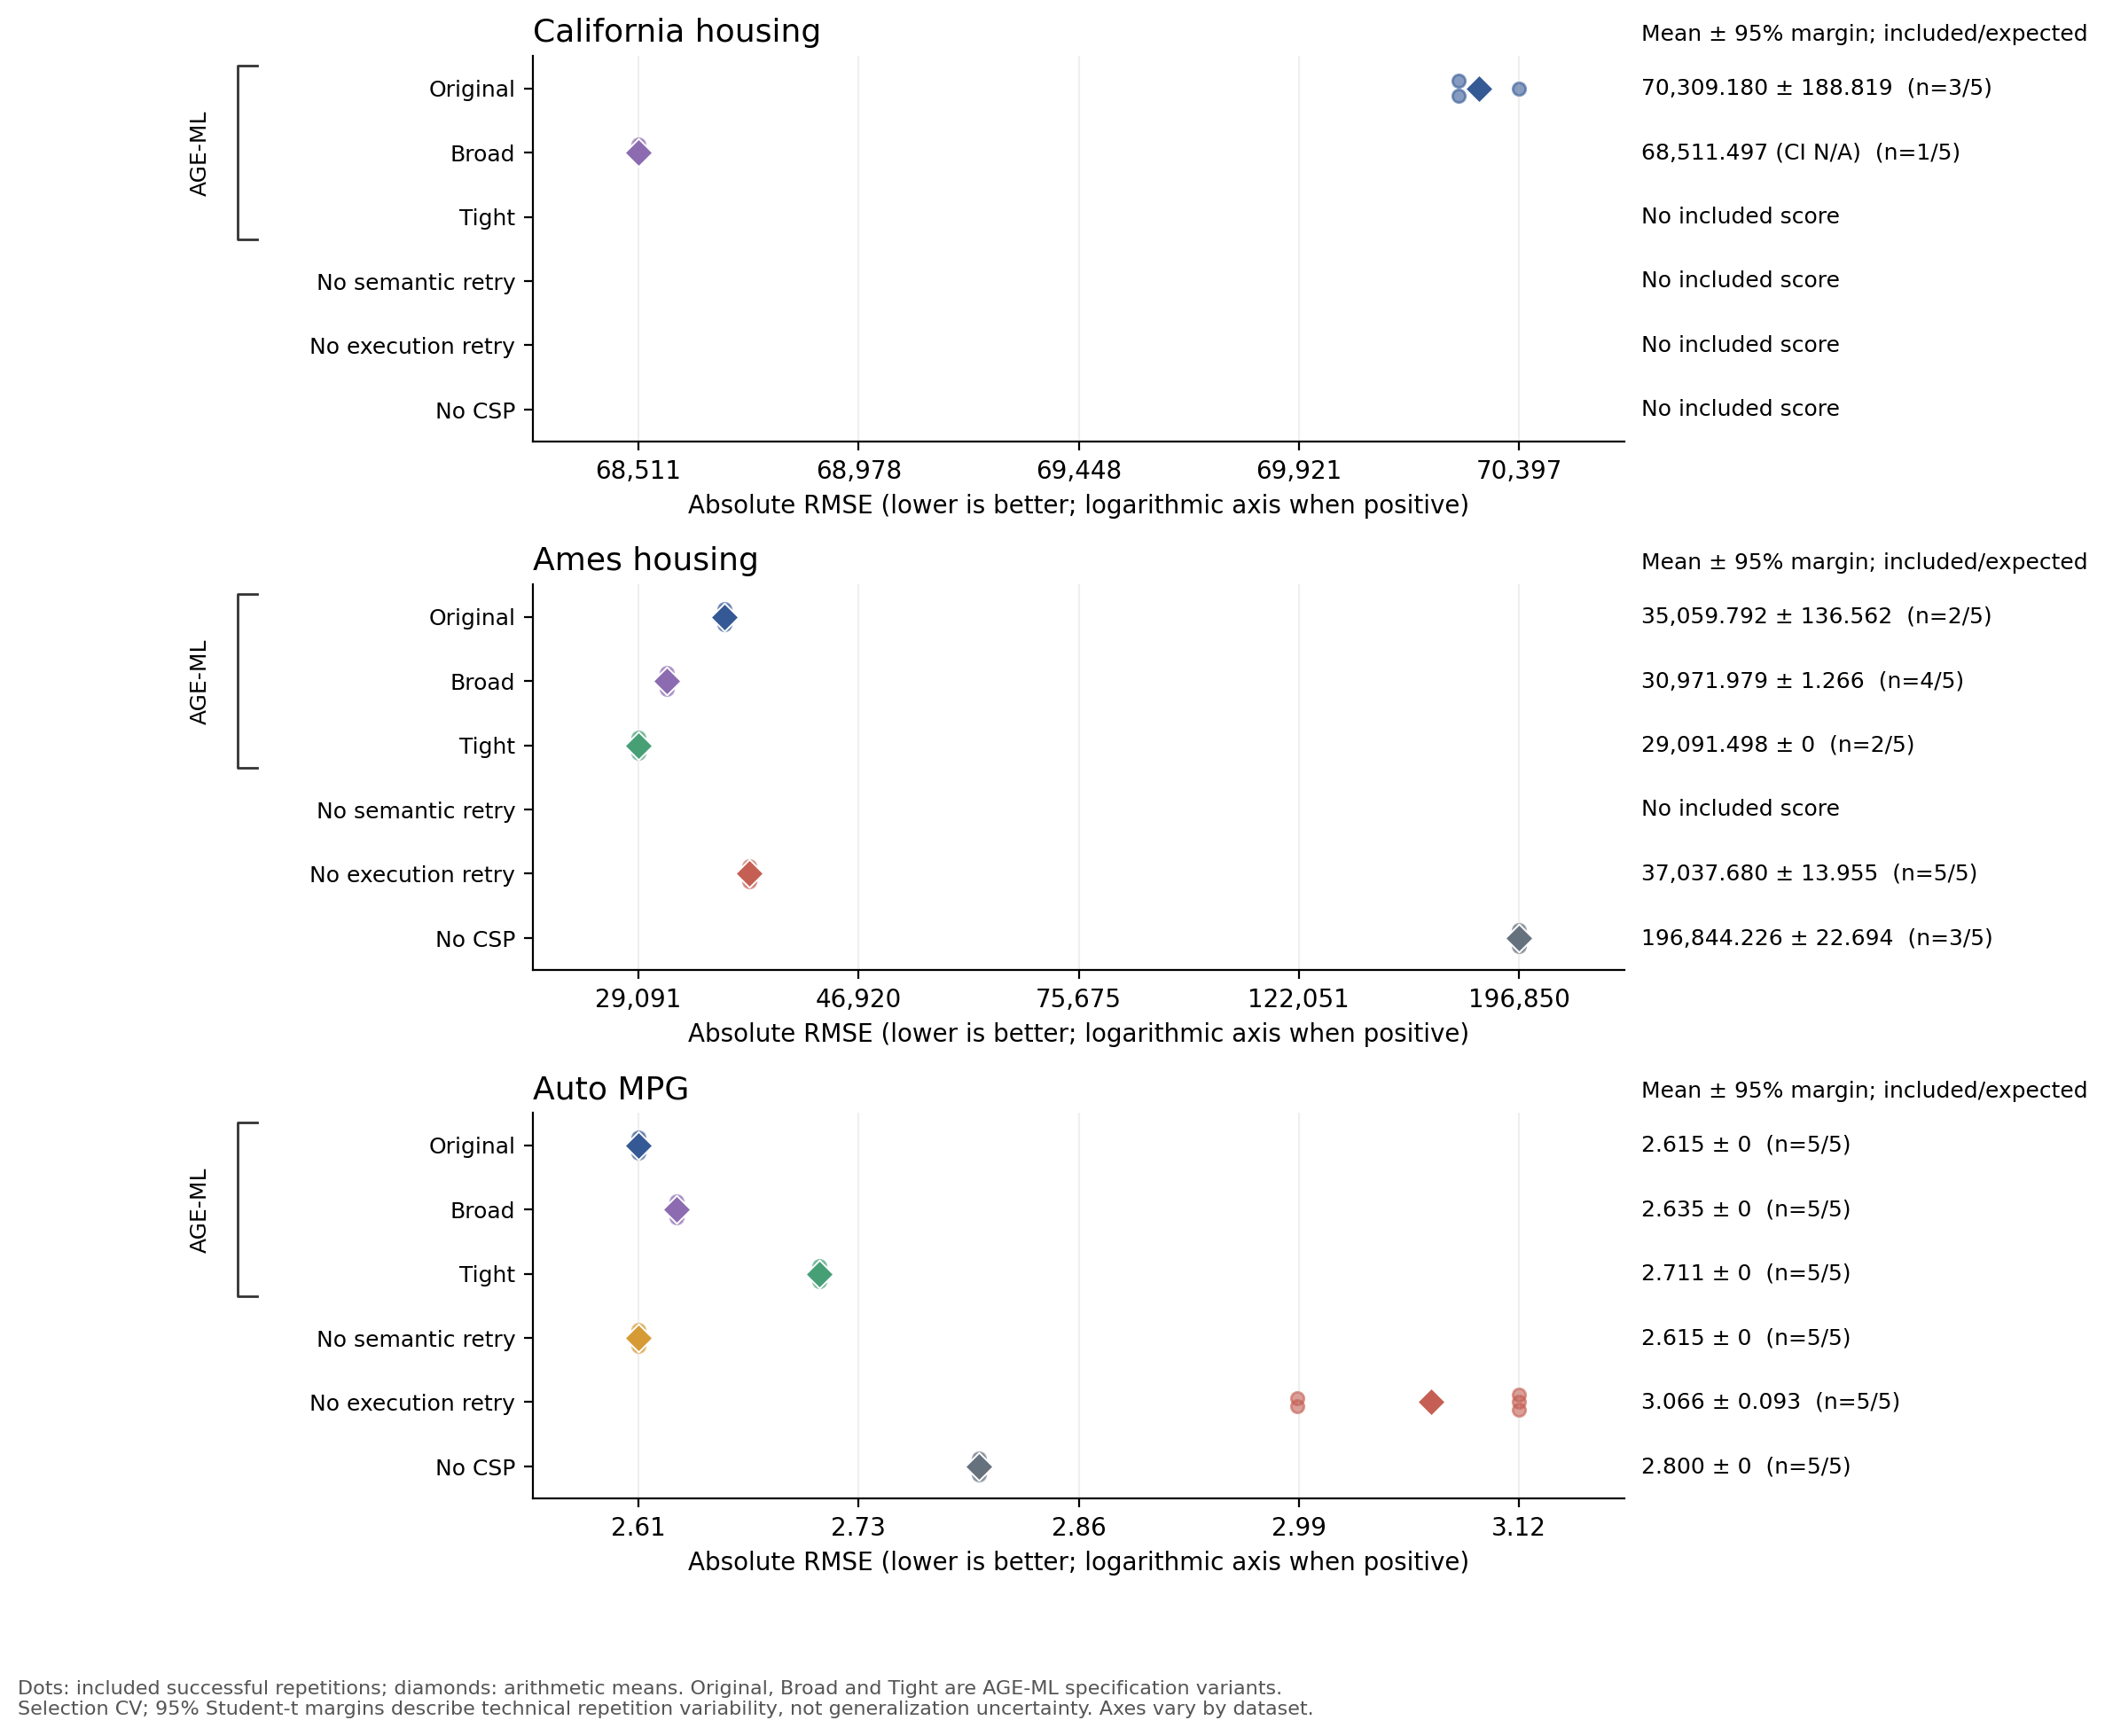 California housing
Mean ± 95% margin; included/expected
AGE-ML
Original
70,309.180 ± 188.819 (n=3/5)
Broad
68,511.497 (CI N/A) (n=1/5)
Tight
No included score
No semantic retry
No included score
No execution retry
No included score
No CSP
No included score
68,511 68,978 69,448 69,921 70,397
Absolute RMSE (lower is better; logarithmic axis when positive)
Ames housing
Mean ± 95% margin; included/expected
AGE-ML
Original
35,059.792 ± 136.562 (n=2/5)
Broad
30,971.979 ± 1.266 (n=4/5)
Tight
29,091.498 ± 0 (n=2/5)
No semantic retry
No included score
No execution retry
37,037.680 ± 13.955 (n=5/5)
No CSP
196,844.226 ± 22.694 (n=3/5)
29,091 46,920 75,675 122,051 196,850
Absolute RMSE (lower is better; logarithmic axis when positive)
Auto MPG
Mean ± 95% margin; included/expected
AGE-ML
Original
2.615 ± 0 (n=5/5)
Broad
2.635 ± 0 (n=5/5)
Tight
2.711 ± 0 (n=5/5)
No semantic retry
2.615 ± 0 (n=5/5)
No execution retry
3.066 ± 0.093 (n=5/5)
No CSP
2.800 ± 0 (n=5/5)
2.61 2.73 2.86 2.99 3.12
Absolute RMSE (lower is better; logarithmic axis when positive)
Dots: included successful repetitions; diamonds: arithmetic means. Original, Broad and Tight are AGE-ML specification variants.
Selection CV; 95% Student-t margins describe technical repetition variability, not generalization uncertainty. Axes vary by dataset.